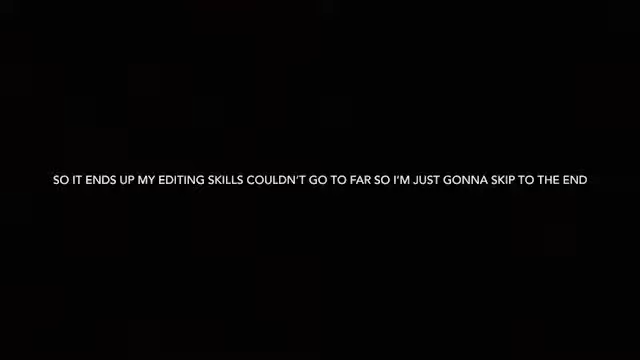 SO IT ENDS UP MY EDITING SKILLS COULDN'T GO TO FAR SO I'M JUST GONNA SKIP TO THE END